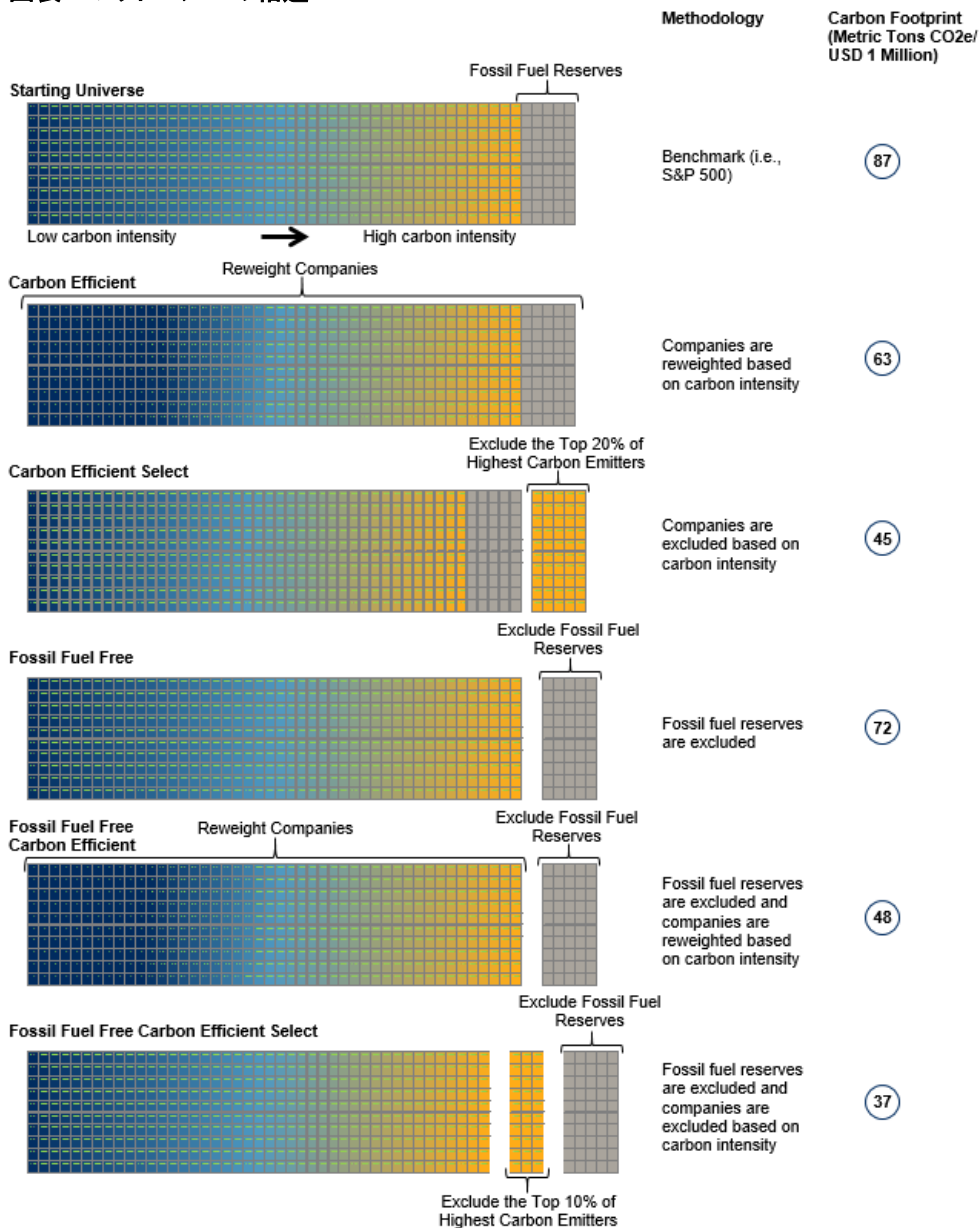 Methodology
Carbon Footprint
(Metric Tons CO2e/
USD 1 Million)
Fossil Fuel Reserves
Starting Universe
Benchmark (i.e.,
S&P 500)
87
Low carbon intensity
High carbon intensity
Reweight Companies
Carbon Efficient
Companies are
reweighted based
on carbon intensity
63
Exclude the Top 20% of
Highest Carbon Emitters
Carbon Efficient Select
Companies are
excluded based on
carbon intensity
45
Exclude Fossil Fuel
Reserves
Fossil Fuel Free
Fossil fuel reserves
are excluded
72
Fossil Fuel Free
Carbon Efficient
Reweight Companies
Exclude Fossil Fuel
Reserves
Fossil fuel reserves
are excluded and
companies are
reweighted based
on carbon intensity
48
Exclude Fossil Fuel
Reserves
Fossil Fuel Free Carbon Efficient Select
Fossil fuel reserves
are excluded and
companies are
excluded based on
carbon intensity
37
Exclude the Top 10% of
Highest Carbon Emitters